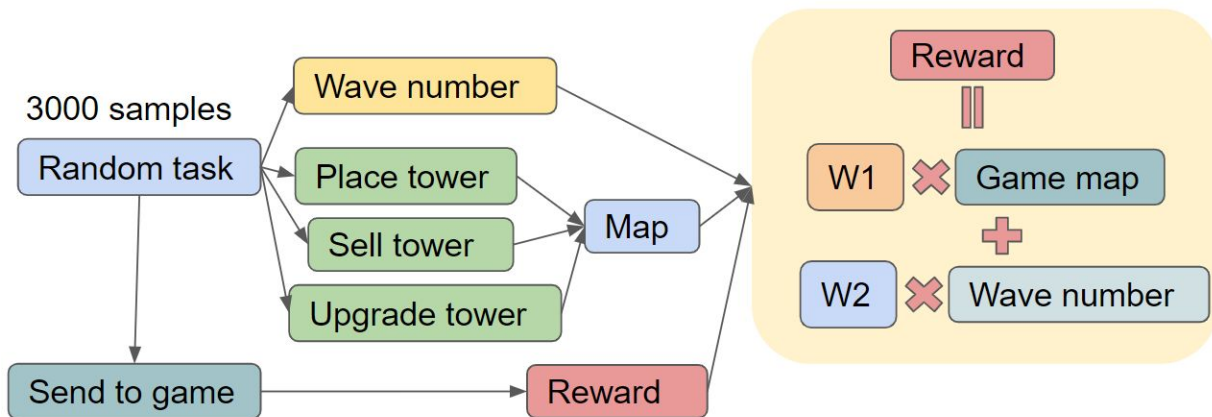 3000 samples
Random task
Wave number
Place tower
Sell tower
Upgrade tower
Map
Send to game
Reward
Reward
W1
Game map
W2
Wave number